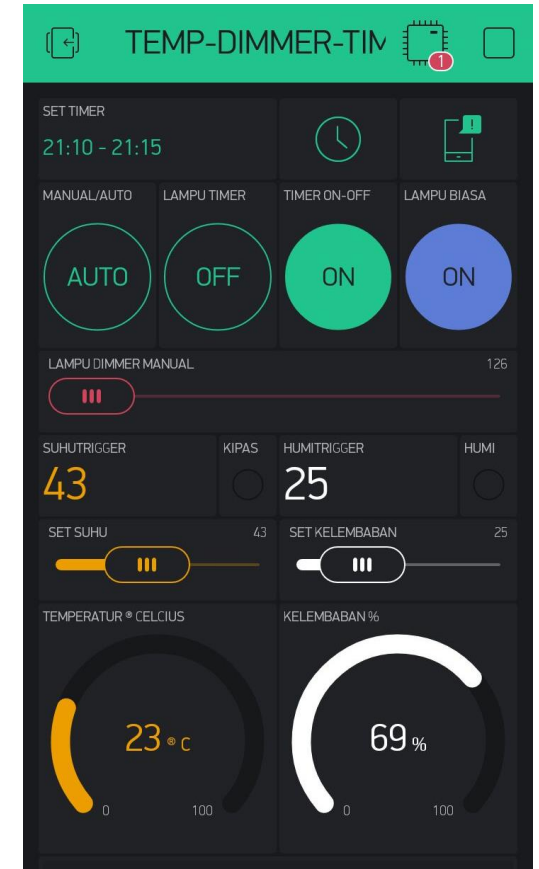 TEMP-DIMMER-TIM
1
SET TIMER
21:10 - 21:15
!
MANUAL/AUTO
LAMPU TIMER
TIMER ON-OFF
LAMPU BIASA
AUTO
OFF
ON
ON
LAMPU DIMMER MANUAL
126
SUHUTRIGGER
KIPAS
HUMITRIGGER
HUMI
43
25
SET SUHU
43
SET KELEMBABAN
25
TEMPERATUR ® CELCIUS
KELEMBABAN %
23 ® C
69 %
0
100
0
100